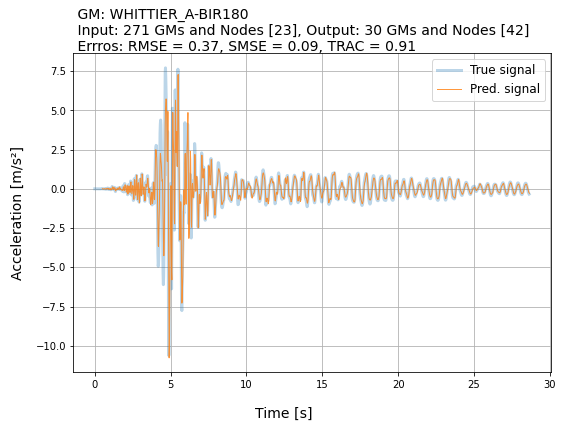 GM: WHITTIER_A-BIR180
Input: 271 GMs and Nodes [23], Output: 30 GMs and Nodes [42]
Errros: RMSE = 0.37, SMSE = 0.09, TRAC = 0.91
True signal
Pred. signal
7.5
5.0
2.5
0.0
−2.5
−5.0
−7.5
−10.0
Acceleration [m/s²]
0 5 10 15 20 25 30
Time [s]